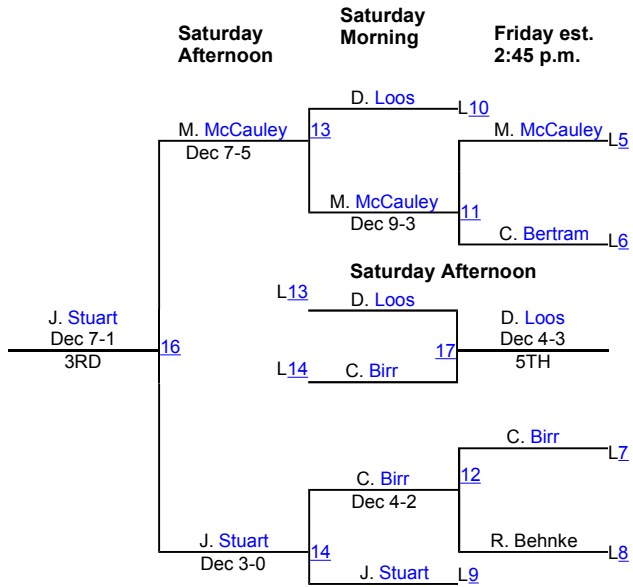 Saturday
Afternoon
Saturday
Morning
Friday est.
2:45 p.m.
D. Loos
L10
M. McCauley
13
M. McCauley
L5
Dec 7-5
M. McCauley
11
Dec 9-3
C. Bertram
L6
Saturday Afternoon
L13
D. Loos
J. Stuart
D. Loos
Dec 7-1
16
17
Dec 4-3
3RD
L14
C. Birr
5TH
C. Birr
L7
C. Birr
12
Dec 4-2
J. Stuart
14
R. Behnke
L8
Dec 3-0
J. Stuart
L9